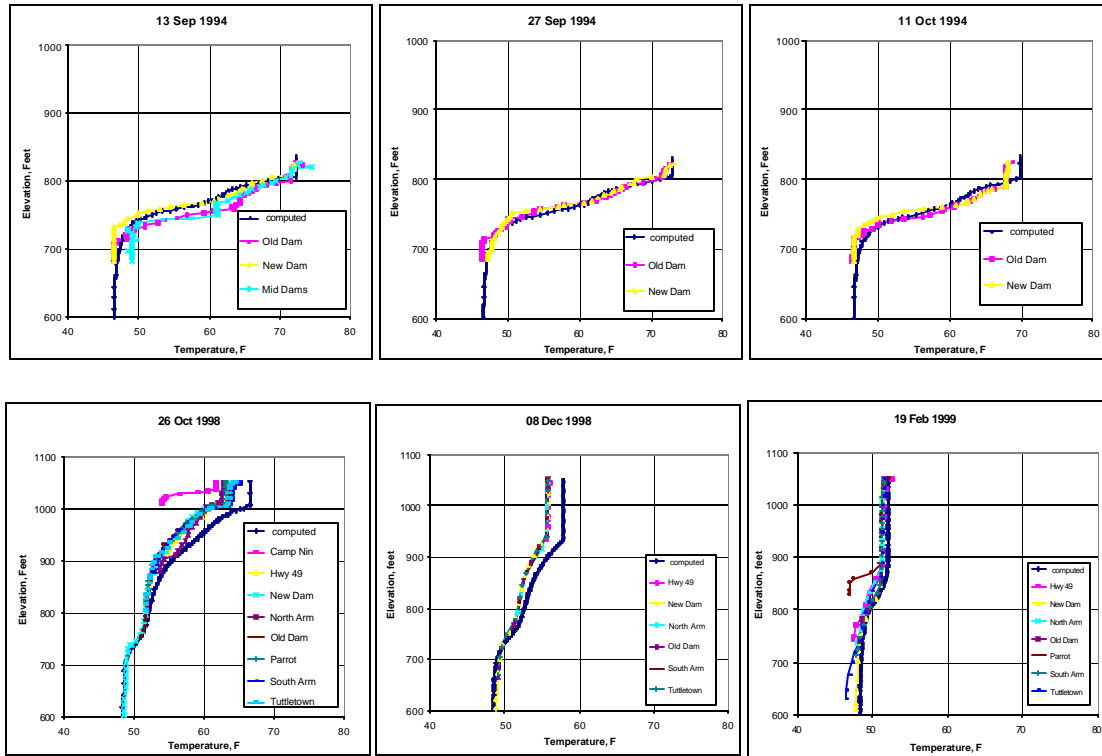 13 Sep 1994
1000
900
800
700
600
40 50 60 70 80
Elevation, Feet
Temperature, F
computed
Old Dam
New Dam
Mid Dams
27 Sep 1994
1000
900
800
700
600
40 50 60 70 80
Elevation, Feet
Temperature, F
computed
Old Dam
New Dam
11 Oct 1994
1000
900
800
700
600
40 50 60 70 80
Elevation, Feet
Temperature, F
computed
Old Dam
New Dam
26 Oct 1998
1100
1000
900
800
700
600
40 50 60 70 80
Elevation, Feet
Temperature, F
computed
Camp Nin
Hwy 49
New Dam
North Arm
Old Dam
Parrot
South Arm
Tuttletown
08 Dec 1998
1100
1000
900
800
700
600
40 50 60 70 80
Elevation, Feet
Temperature, F
computed
Hwy 49
New Dam
North Arm
Old Dam
South Arm
Tuttletown
19 Feb 1999
1100
1000
900
800
700
600
40 50 60 70 80
Elevation, feet
Temperature, F
computed
Hwy 49
New Dam
North Arm
Old Dam
Parrot
South Arm
Tuttletown